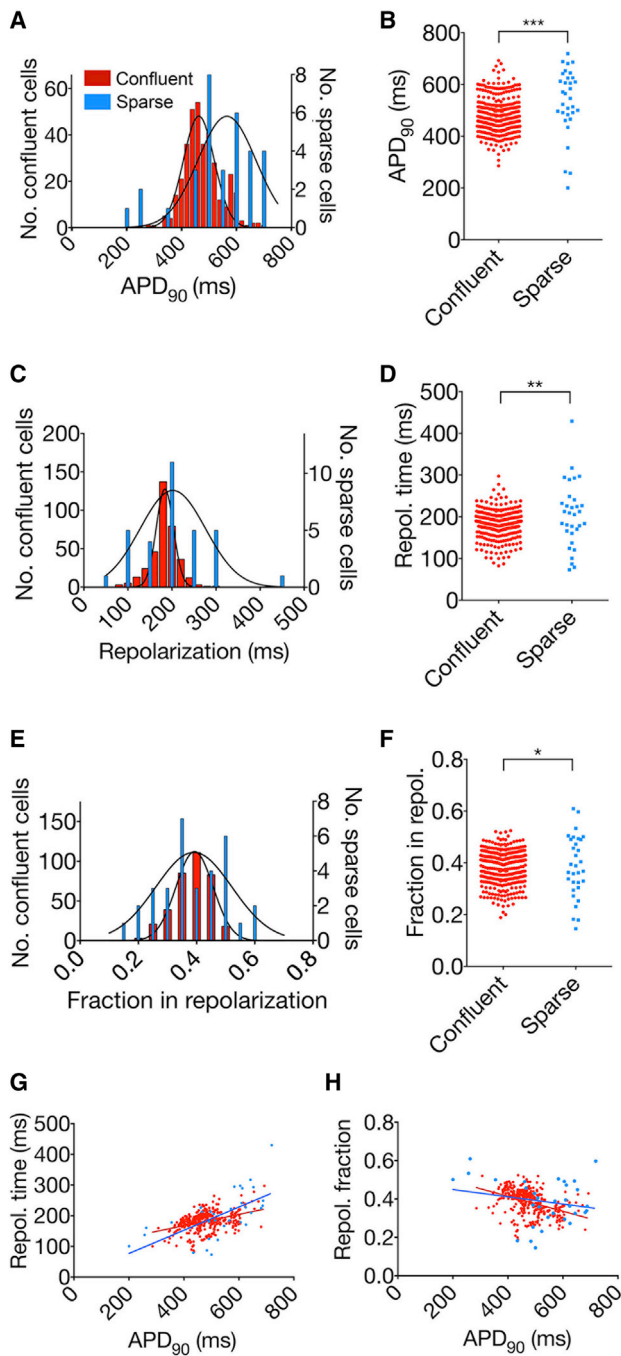 A
No. confluent cells
60
40
20
0
Confluent
Sparse
8
6
4
2
0
No. sparse cells
0
200
400
600
800
APD90 (ms)
B
***
APD90 (ms)
800
600
400
200
0
Confluent
Sparse
C
No. confluent cells
200
150
100
50
0
10
5
0
No. sparse cells
0
100
200
300
400
500
Repolarization (ms)
D
**
Repol. time (ms)
500
400
300
200
100
0
Confluent
Sparse
E
No. confluent cells
150
100
50
0
8
6
4
2
0
No. sparse cells
0.0
0.2
0.4
0.6
0.8
Fraction in repolarization
F
*
Fraction in repol.
0.8
0.6
0.4
0.2
0.0
Confluent
Sparse
G
Repol. time (ms)
500
400
300
200
100
0
0
200
400
600
800
APD90 (ms)
H
Repol. fraction
0.8
0.6
0.4
0.2
0.0
0
200
400
600
800
APD90 (ms)